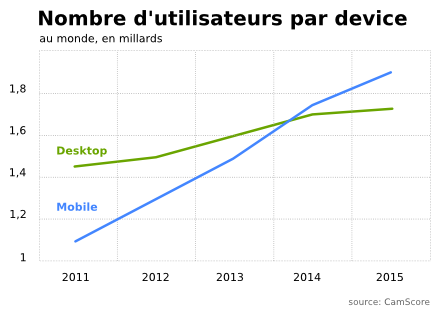 Nombre d'utilisateurs par device
au monde, en millards
1,8
1,6
1,4
1,2
1
Desktop
Mobile
2011 2012 2013 2014 2015
source: CamScore